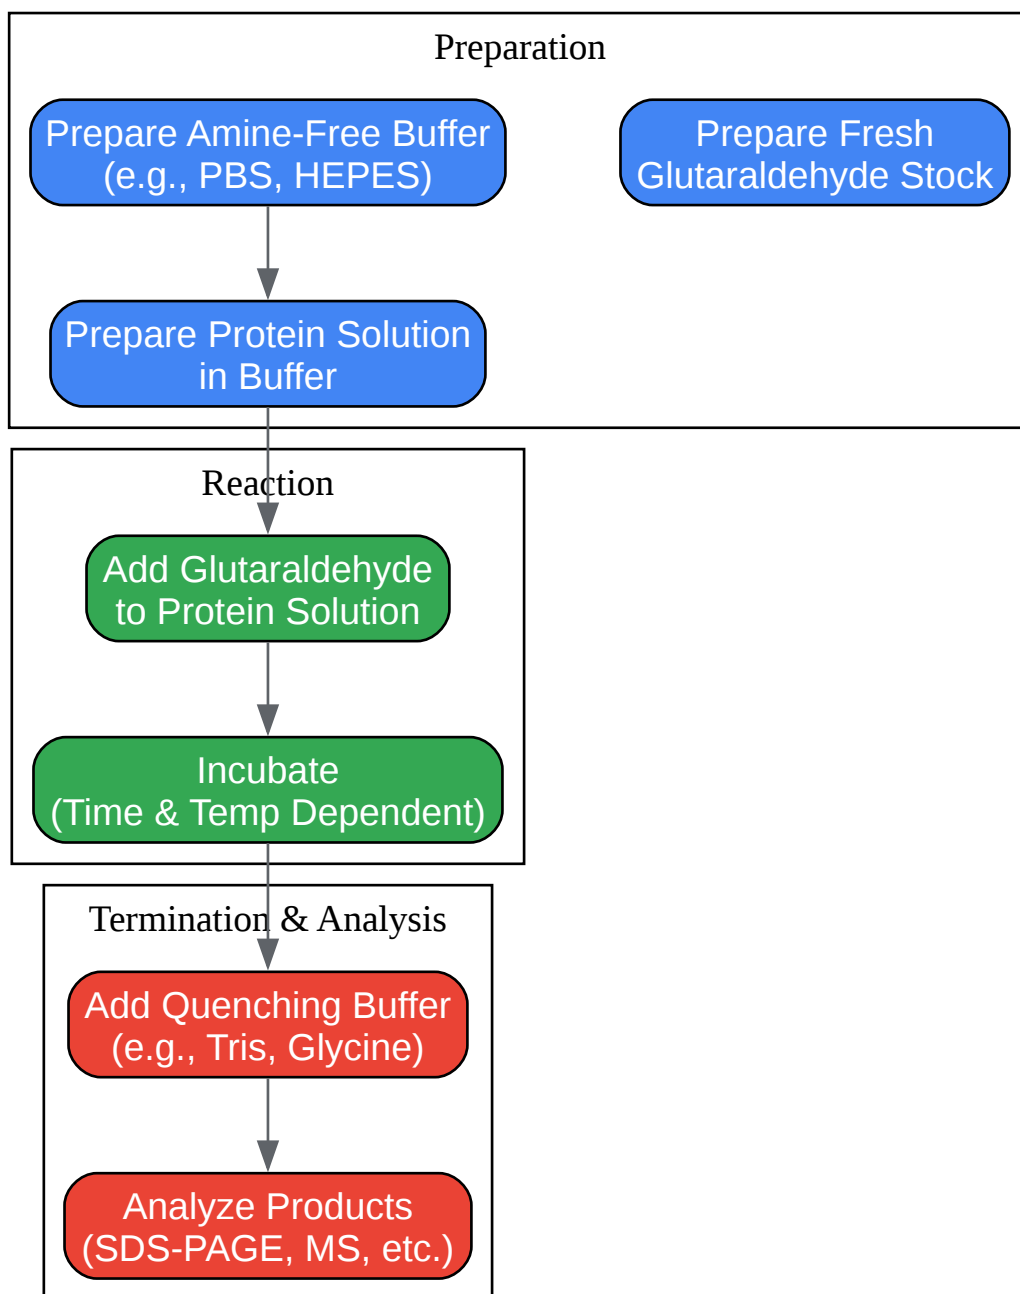 Preparation
Prepare Amine-Free Buffer
(e.g., PBS, HEPES)
Prepare Fresh
Glutaraldehyde Stock
Prepare Protein Solution
in Buffer
Reaction
Add Glutaraldehyde
to Protein Solution
Incubate
(Time & Temp Dependent)
Termination & Analysis
Add Quenching Buffer
(e.g., Tris, Glycine)
Analyze Products
(SDS-PAGE, MS, etc.)